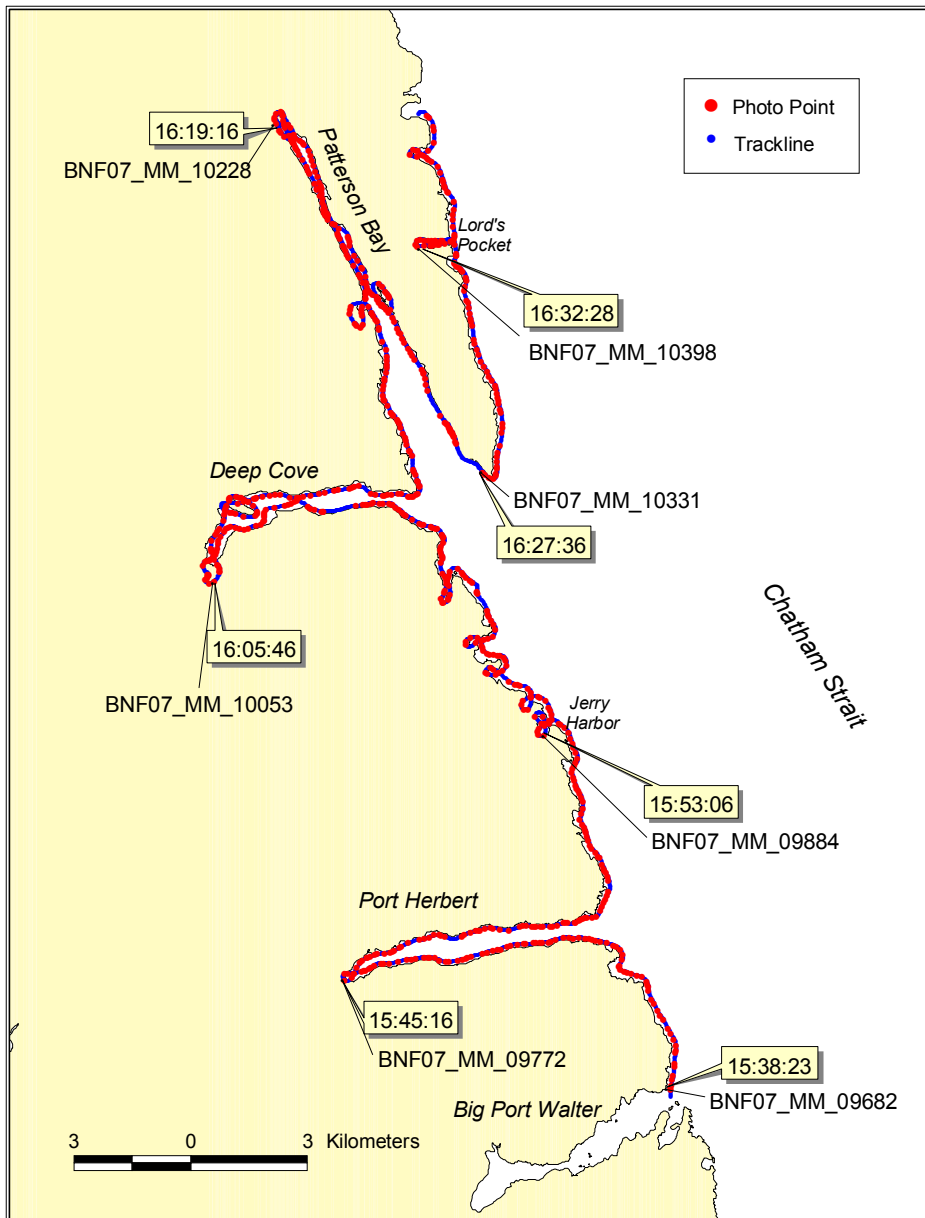 Photo Point
Trackline
16:19:16
BNF07_MM_10228
Patterson Bay
Lord's
Pocket
16:32:28
BNF07_MM_10398
Deep Cove
BNF07_MM_10331
16:27:36
16:05:46
BNF07_MM_10053
Chatham Strait
Jerry
Harbor
15:53:06
BNF07_MM_09884
Port Herbert
15:45:16
BNF07_MM_09772
15:38:23
BNF07_MM_09682
Big Port Walter
3 0 3 Kilometers